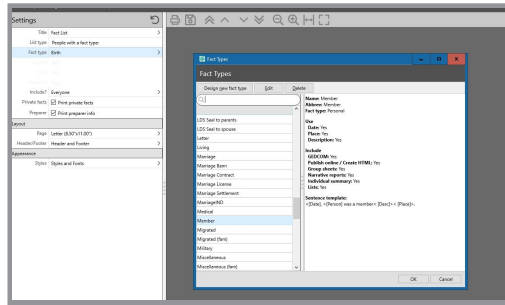 Settings
Title Fact List
List type People with a fact type:
Fact type Birth
Include? Everyone
Private facts Print private facts
Preparer Print preparer info
Layout
Page Letter (8.50"x11.00")
Header/Footer Header and Footer
Appearance
Styles Styles and Fonts
Fact Types
Fact Types
Design new fact type Edit Delete
LDS Seal to parents
LDS Seal to spouse
Letter
Living
Marriage
Marriage Bann
Marriage Contract
Marriage License
Marriage Settlement
MarriageIND
Medical
Member
Migrated
Migrated (fam)
Military
Miscellaneous
Miscellaneous (fam)
Name: Member
Abbrev: Member
Fact type: Personal
Use
Date: Yes
Place: Yes
Description: Yes
Include
GEDCOM: Yes
Publish online / Create HTML: Yes
Group sheets: Yes
Narrative reports: Yes
Individual summary: Yes
Lists: Yes
Sentence template:
<[Date], >[Person] was a member< [Desc]>< [Place]>.
OK Cancel